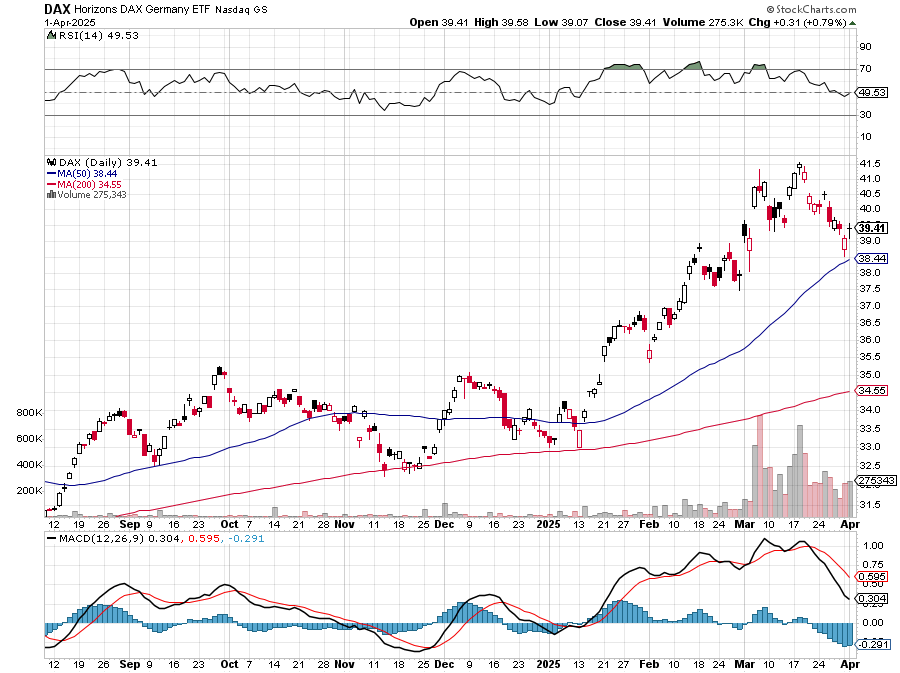 DAX Horizons DAX Germany ETF Nasdaq GS
© StockCharts.com
1-Apr-2025
Open 39.41 High 39.58 Low 39.07 Close 39.41 Volume 275.3K Chg +0.31 (+0.79%)
RSI(14) 49.53
90
70
49.53
30
10
DAX (Daily) 39.41
MA(50) 38.44
MA(200) 34.55
Volume 275,343
41.5
41.0
40.5
40.0
39.41
39.0
38.44
38.0
37.5
37.0
36.5
36.0
35.5
35.0
34.55
34.0
33.5
33.0
32.5
275343
31.5
800K
600K
400K
200K
12 19 26 Sep 9 16 23 Oct 7 14 21 28 Nov 11 18 25 Dec 9 16 23 2025 13 21 27 Feb 10 18 24 Mar 10 17 24 Apr
MACD(12,26,9) 0.304, 0.595, -0.291
1.00
0.75
0.595
0.50
0.304
0.25
0.00
-0.291
12 19 26 Sep 9 16 23 Oct 7 14 21 28 Nov 11 18 25 Dec 9 16 23 2025 13 21 27 Feb 10 18 24 Mar 10 17 24 Apr